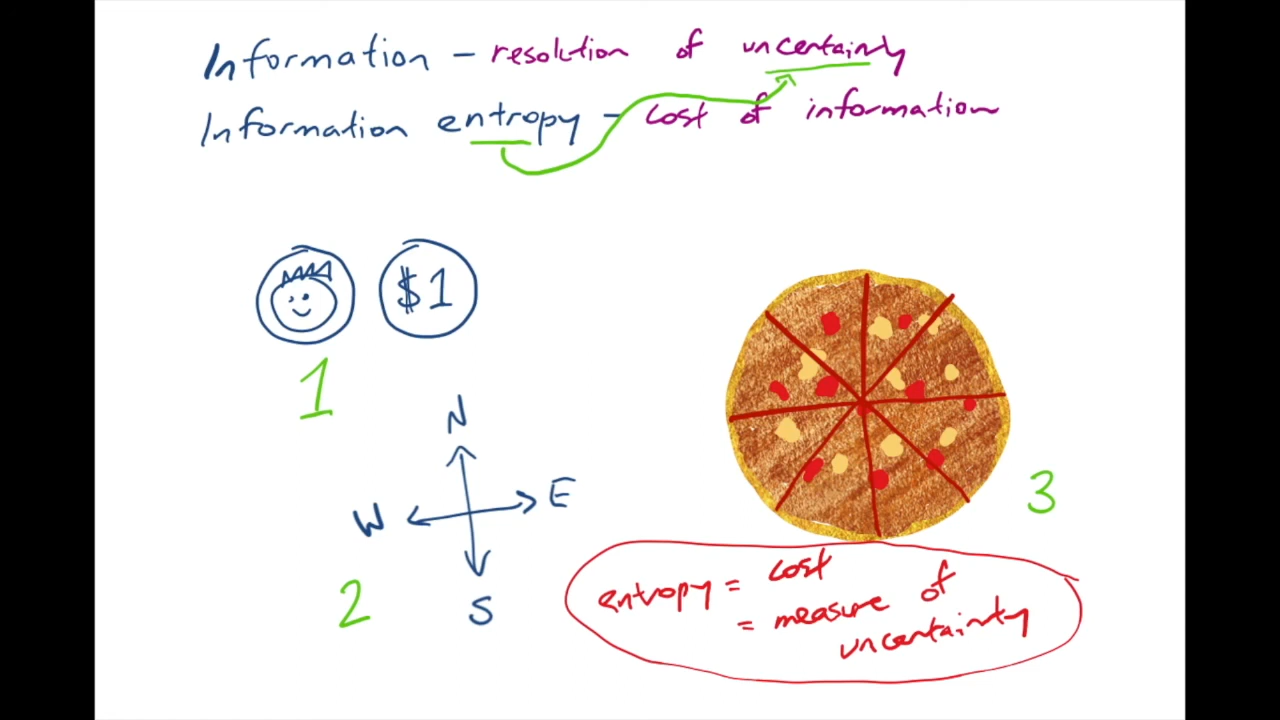 Information – resolution of uncertainty
Information entropy – cost of information
$1
1
N
W
E
S
2
3
entropy = cost
= measure of
uncertainty